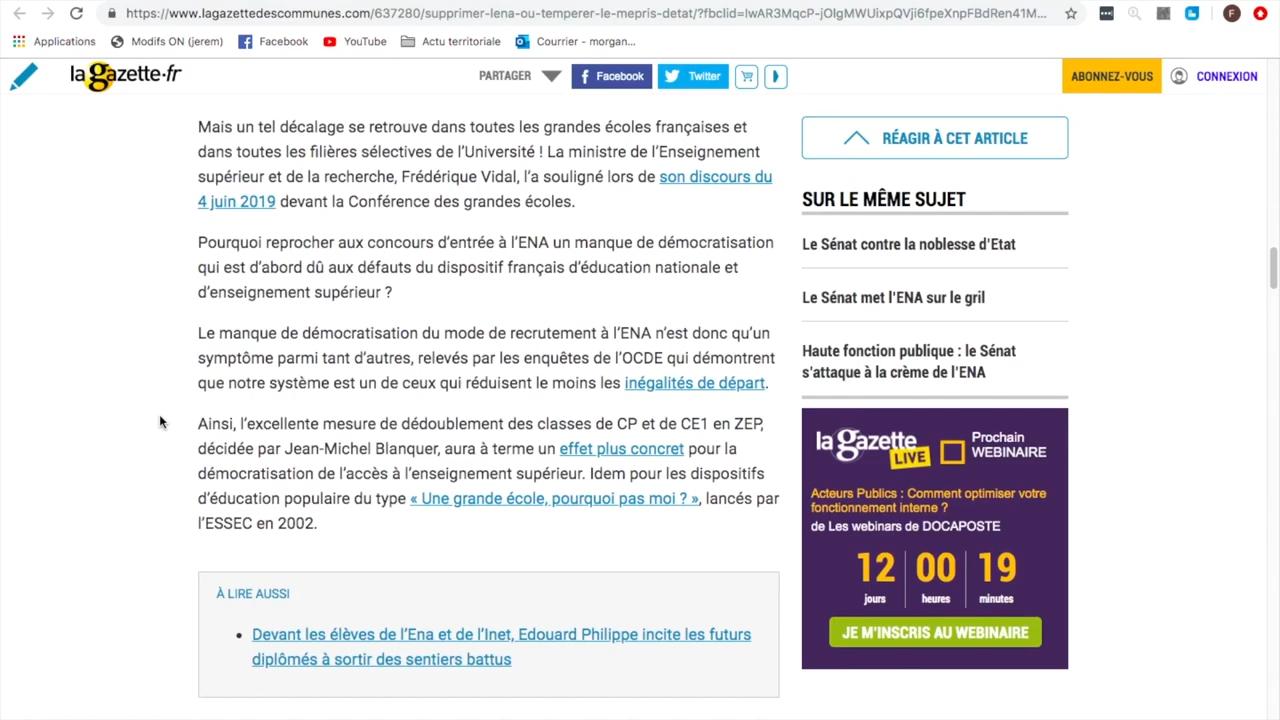 https://www.lagazettedescommunes.com/637280/supprimer-lena-ou-temperer-le-mepris-detat/?fbclid=IwAR3MqcP-jOlgMWUixpQVji6fpeXnpFBdRen41M...
F
Applications
Modifs ON (jerem)
Facebook
YouTube
Actu territoriale
Courrier - morgan...
la gazette.fr
PARTAGER
Facebook
Twitter
ABONNEZ-VOUS
CONNEXION
Mais un tel décalage se retrouve dans toutes les grandes écoles françaises et
dans toutes les filières sélectives de l'Université ! La ministre de l'Enseignement
supérieur et de la recherche, Frédérique Vidal, l'a souligné lors de son discours du
4 juin 2019 devant la Conférence des grandes écoles.
Pourquoi reprocher aux concours d'entrée à l'ENA un manque de démocratisation
qui est d'abord dû aux défauts du dispositif français d'éducation nationale et
d'enseignement supérieur ?
Le manque de démocratisation du mode de recrutement à l'ENA n'est donc qu'un
symptôme parmi tant d'autres, relevés par les enquêtes de l'OCDE qui démontrent
que notre système est un de ceux qui réduisent le moins les inégalités de départ.
Ainsi, l'excellente mesure de dédoublement des classes de CP et de CE1 en ZEP,
décidée par Jean-Michel Blanquer, aura à terme un effet plus concret pour la
démocratisation de l'accès à l'enseignement supérieur. Idem pour les dispositifs
d'éducation populaire du type « Une grande école, pourquoi pas moi ? », lancés par
l'ESSEC en 2002.
À LIRE AUSSI
• Devant les élèves de l'Ena et de l'Inet, Edouard Philippe incite les futurs
diplômés à sortir des sentiers battus
RÉAGIR À CET ARTICLE
SUR LE MÊME SUJET
Le Sénat contre la noblesse d'Etat
Le Sénat met l'ENA sur le gril
Haute fonction publique : le Sénat
s'attaque à la crème de l'ENA
la gazette LIVE
Prochain
WEBINAIRE
Acteurs Publics : Comment optimiser votre
fonctionnement interne ?
de Les webinars de DOCAPOSTE
12 00 19
jours heures minutes
JE M'INSCRIS AU WEBINAIRE